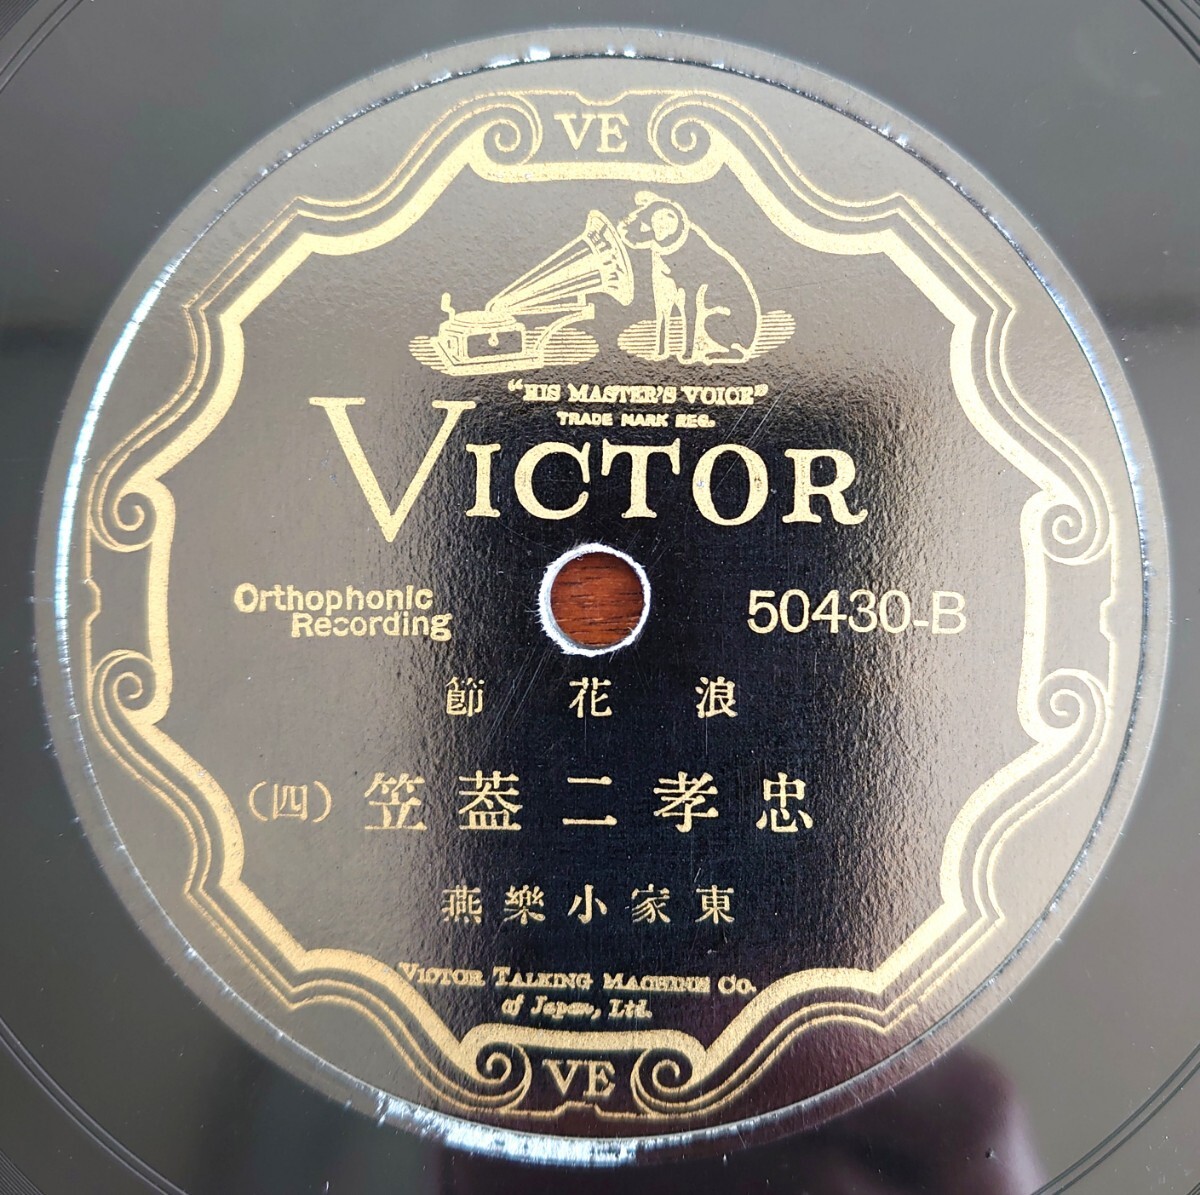 VE
"HIS MASTER'S VOICE"
TRADE MARK REG.
VICTOR
Orthophonic
Recording
50430-B
節花浪
(四) 笠蓋二孝忠
燕樂小家東
VICTOR TALKING MACHINE Co.
of Japan, Ltd.
VE